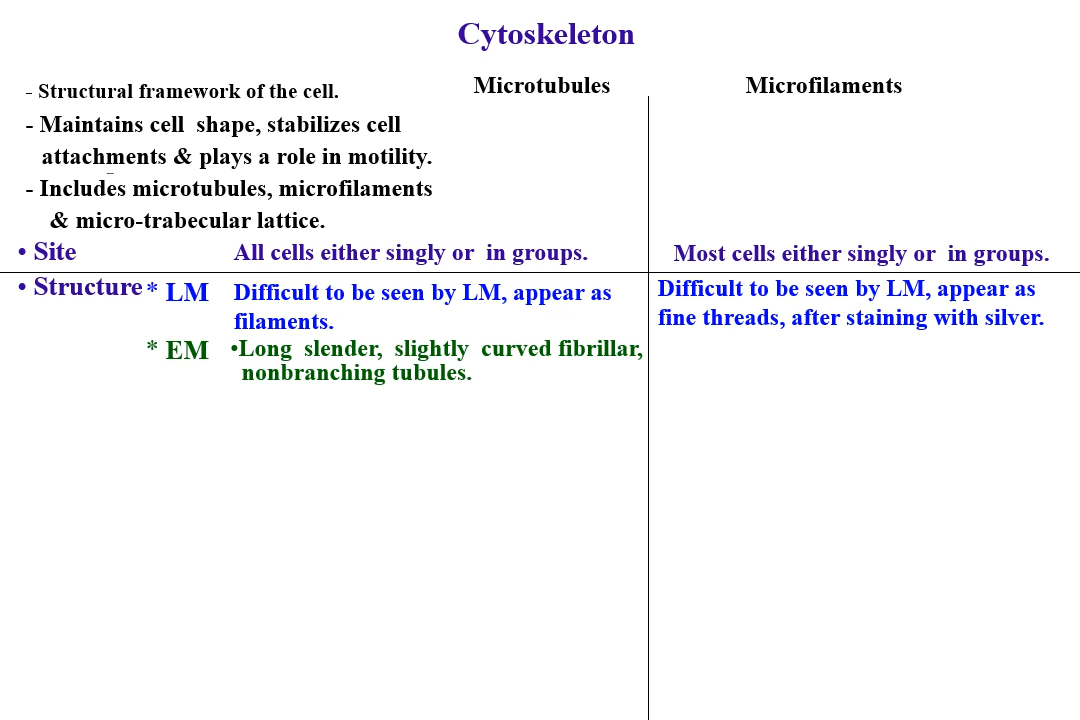 Cytoskeleton
Microtubules
Microfilaments
- Structural framework of the cell.
- Maintains cell shape, stabilizes cell
attachments & plays a role in motility.
- Includes microtubules, microfilaments
& micro-trabecular lattice.
• Site
All cells either singly or in groups.
Most cells either singly or in groups.
• Structure * LM
Difficult to be seen by LM, appear as
filaments.
Difficult to be seen by LM, appear as
fine threads, after staining with silver.
* EM
•Long slender, slightly curved fibrillar,
nonbranching tubules.